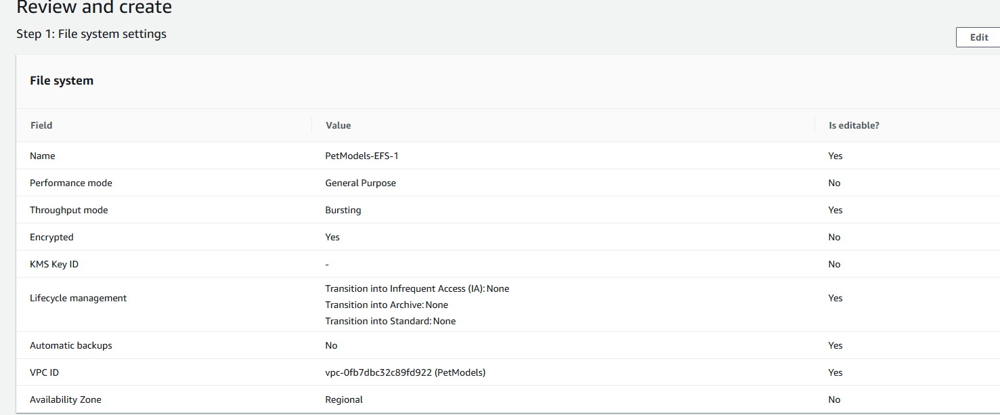 Review and create
Step 1: File system settings
Edit
File system
Field Value Is editable?
Name PetModels-EFS-1 Yes
Performance mode General Purpose No
Throughput mode Bursting Yes
Encrypted Yes No
KMS Key ID - No
Lifecycle management Transition into Infrequent Access (IA): None Yes
Transition into Archive: None
Transition into Standard: None
Automatic backups No Yes
VPC ID vpc-0fb7dbc32c89fd922 (PetModels) Yes
Availability Zone Regional No